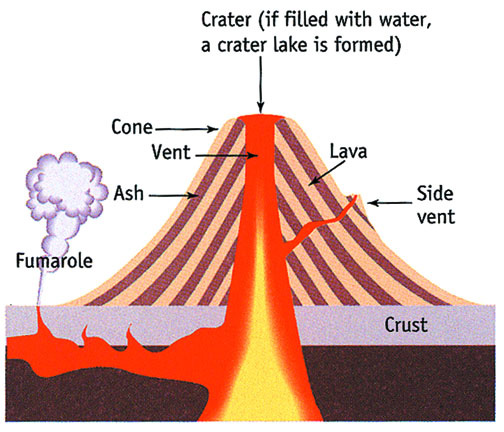 Crater (if filled with water,
a crater lake is formed)
Cone
Vent
Lava
Ash
Side
vent
Fumarole
Crust